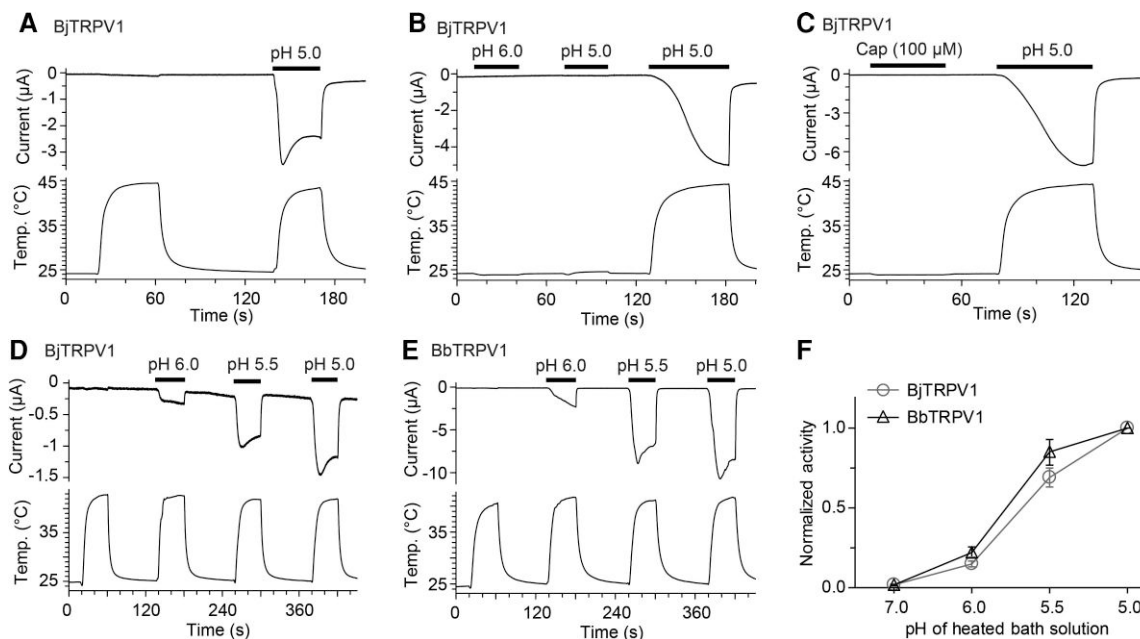 A BjTRPV1
pH 5.0
Current (µA)
0
-1
-2
-3
Temp. (°C)
45
35
25
0 60 120 180
Time (s)
B BjTRPV1
pH 6.0 pH 5.0 pH 5.0
Current (µA)
0
-2
-4
Temp. (°C)
45
35
25
0 60 120 180
Time (s)
C BjTRPV1
Cap (100 µM) pH 5.0
Current (µA)
0
-3
-6
Temp. (°C)
45
35
25
0 60 120
Time (s)
D BjTRPV1
pH 6.0 pH 5.5 pH 5.0
Current (µA)
0
-0.5
-1.0
-1.5
Temp. (°C)
35
25
0 120 240 360
Time (s)
E BbTRPV1
pH 6.0 pH 5.5 pH 5.0
Current (µA)
0
-5
-10
Temp. (°C)
35
25
0 120 240 360
Time (s)
F
BjTRPV1
BbTRPV1
Normalized activity
1.0
0.5
0.0
7.0 6.0 5.5 5.0
pH of heated bath solution